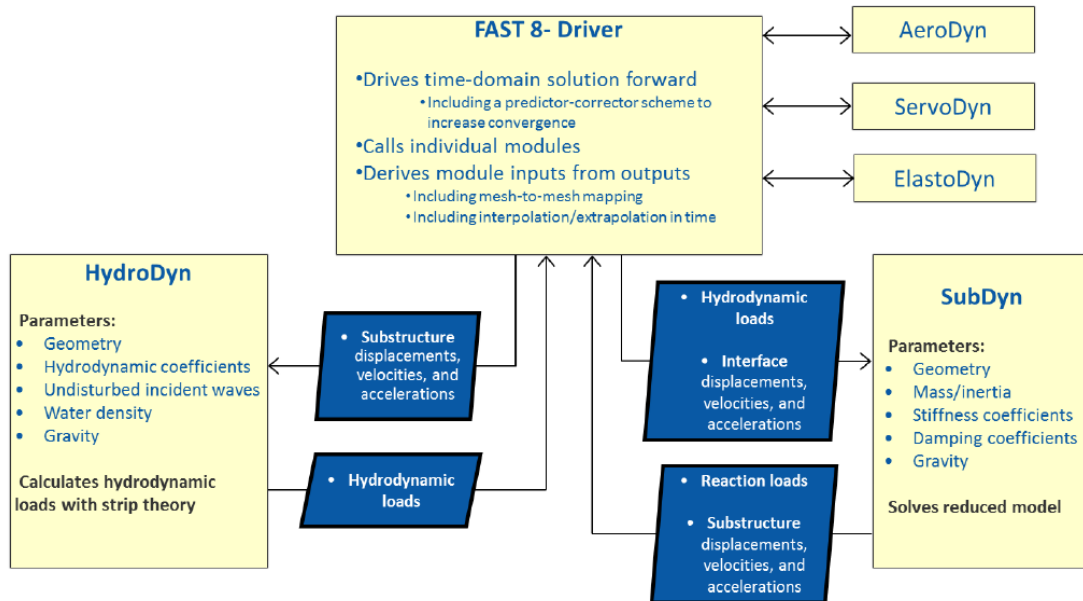 FAST 8- Driver
•Drives time-domain solution forward
•Including a predictor-corrector scheme to
increase convergence
•Calls individual modules
•Derives module inputs from outputs
•Including mesh-to-mesh mapping
•Including interpolation/extrapolation in time
AeroDyn
ServoDyn
ElastoDyn
HydroDyn
Parameters:
• Geometry
• Hydrodynamic coefficients
• Undisturbed incident waves
• Water density
• Gravity
Calculates hydrodynamic
loads with strip theory
• Substructure
displacements,
velocities, and
accelerations
• Hydrodynamic
loads
• Hydrodynamic
loads
• Interface
displacements,
velocities, and
accelerations
• Reaction loads
• Substructure
displacements,
velocities, and
accelerations
SubDyn
Parameters:
• Geometry
• Mass/inertia
• Stiffness coefficients
• Damping coefficients
• Gravity
Solves reduced model